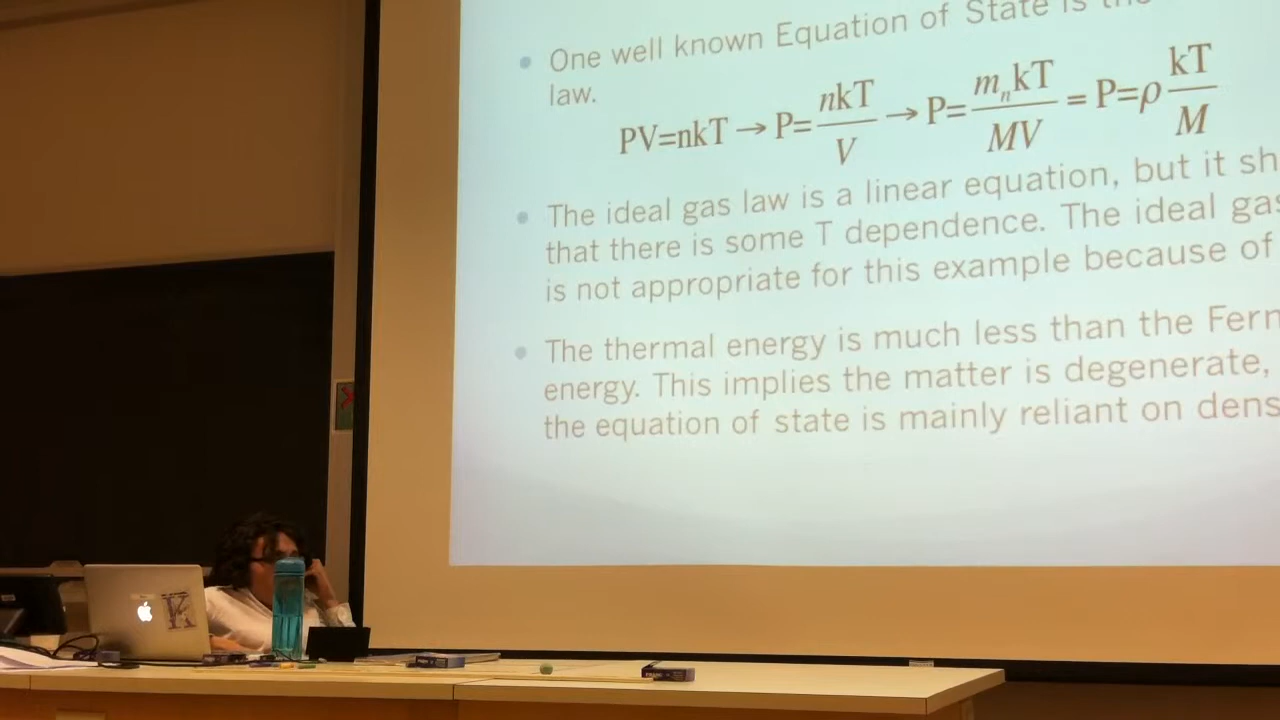 One well known Equation of State is the
law.
PV=nkT → P= nkT / V → P= mₙkT / MV = P=ρ kT / M
The ideal gas law is a linear equation, but it sh
that there is some T dependence. The ideal gas
is not appropriate for this example because of
The thermal energy is much less than the Ferm
energy. This implies the matter is degenerate,
the equation of state is mainly reliant on dens
K